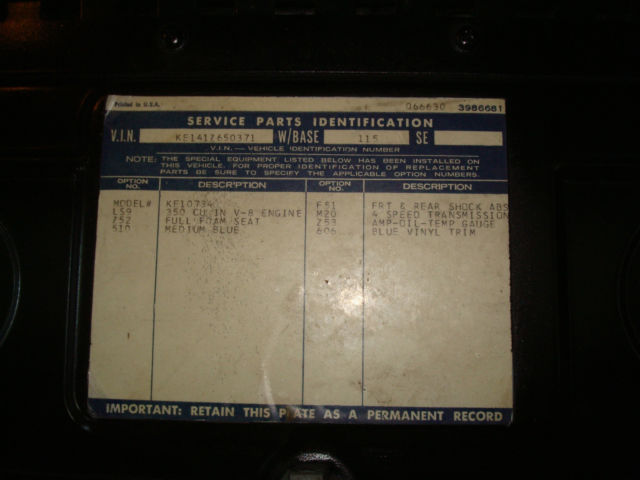 Printed in U.S.A. 066630 3986681
SERVICE PARTS IDENTIFICATION
V.I.N. KE141Z650371 W/BASE 115 SE
V.I.N. — VEHICLE IDENTIFICATION NUMBER
NOTE: THE SPECIAL EQUIPMENT LISTED BELOW HAS BEEN INSTALLED ON
THIS VEHICLE. FOR PROPER IDENTIFICATION OF REPLACEMENT
PARTS BE SURE TO SPECIFY THE APPLICABLE OPTION NUMBERS.
OPTION NO. DESCRIPTION OPTION NO. DESCRIPTION
MODEL# KE10734 F51 FRT & REAR SHOCK ABS
LS9 350 CU IN V-8 ENGINE M20 4 SPEED TRANSMISSION
Z52 FULL FOAM SEAT Z53 AMP-OIL-TEMP GAUGE
510 MEDIUM BLUE 606 BLUE VINYL TRIM
IMPORTANT: RETAIN THIS PLATE AS A PERMANENT RECORD